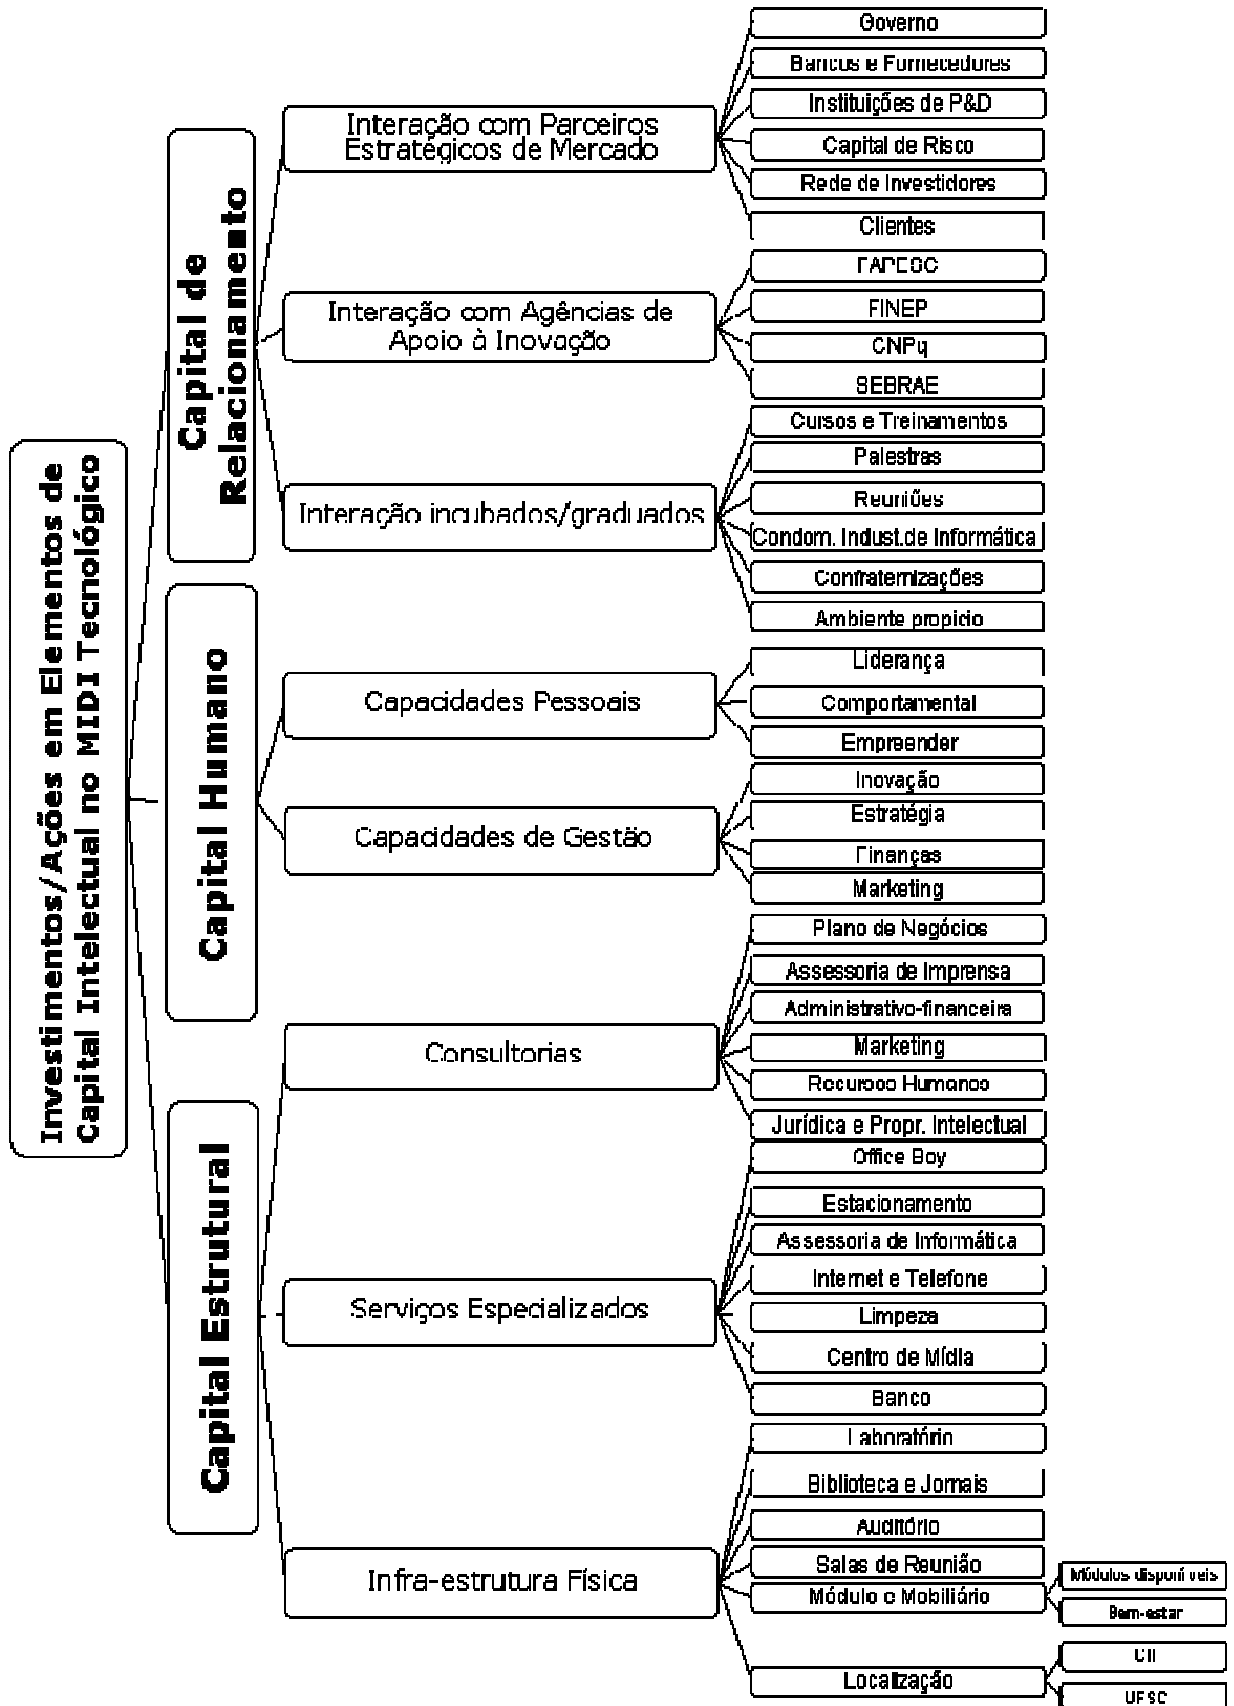 Investimentos/Ações em Elementos de
Capital Intelectual no MIDI Tecnológico
Capital de
Relacionamento
Interação com Parceiros
Estratégicos de Mercado
Governo
Bancos e Fornecedores
Instituições de P&D
Capital de Risco
Rede de Investidores
Clientes
Interação com Agências de
Apoio à Inovação
FAPESC
FINEP
CNPq
SEBRAE
Interação incubados/graduados
Cursos e Treinamentos
Palestras
Reuniões
Condom. Indust.de Informática
Confraternizações
Ambiente propício
Capital Humano
Capacidades Pessoais
Liderança
Comportamental
Empreender
Capacidades de Gestão
Inovação
Estratégia
Finanças
Marketing
Capital Estrutural
Consultorias
Plano de Negócios
Assessoria de Imprensa
Administrativo-financeira
Marketing
Recursos Humanos
Jurídica e Propr. Intelectual
Serviços Especializados
Office Boy
Estacionamento
Assessoria de Informática
Internet e Telefone
Limpeza
Centro de Mídia
Banco
Infra-estrutura Física
Laboratório
Biblioteca e Jornais
Auditório
Salas de Reunião
Módulo e Mobiliário
Módulos disponíveis
Bem-estar
Localização
UFSC